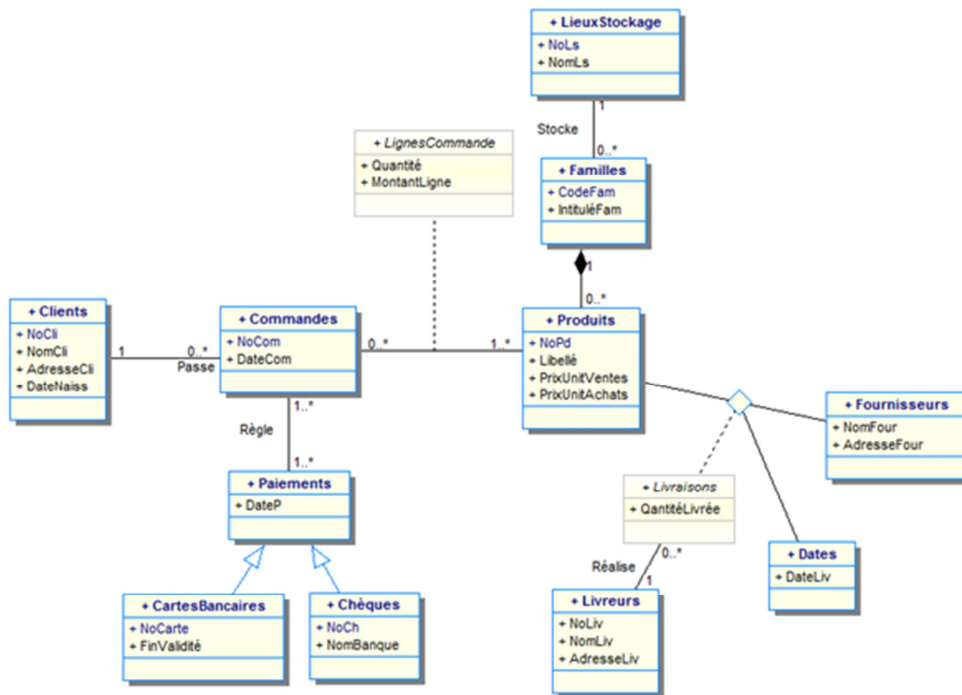 + LieuxStockage
+ NoLs
+ NomLs
1
Stocke
0..*
+ LignesCommande
+ Quantité
+ MontantLigne
+ Familles
+ CodeFam
+ IntituléFam
1
0..*
+ Clients
+ NoCli
+ NomCli
+ AdresseCli
+ DateNaiss
1
0..*
Passe
+ Commandes
+ NoCom
+ DateCom
0..*
1..*
+ Produits
+ NoPd
+ Libellé
+ PrixUnitVentes
+ PrixUnitAchats
+ Fournisseurs
+ NomFour
+ AdresseFour
1..*
Règle
1..*
+ Paiements
+ DateP
+ Livraisons
+ QantitéLivrée
0..*
Réalise
1
+ Dates
+ DateLiv
+ CartesBancaires
+ NoCarte
+ FinValidité
+ Chèques
+ NoCh
+ NomBanque
+ Livreurs
+ NoLiv
+ NomLiv
+ AdresseLiv